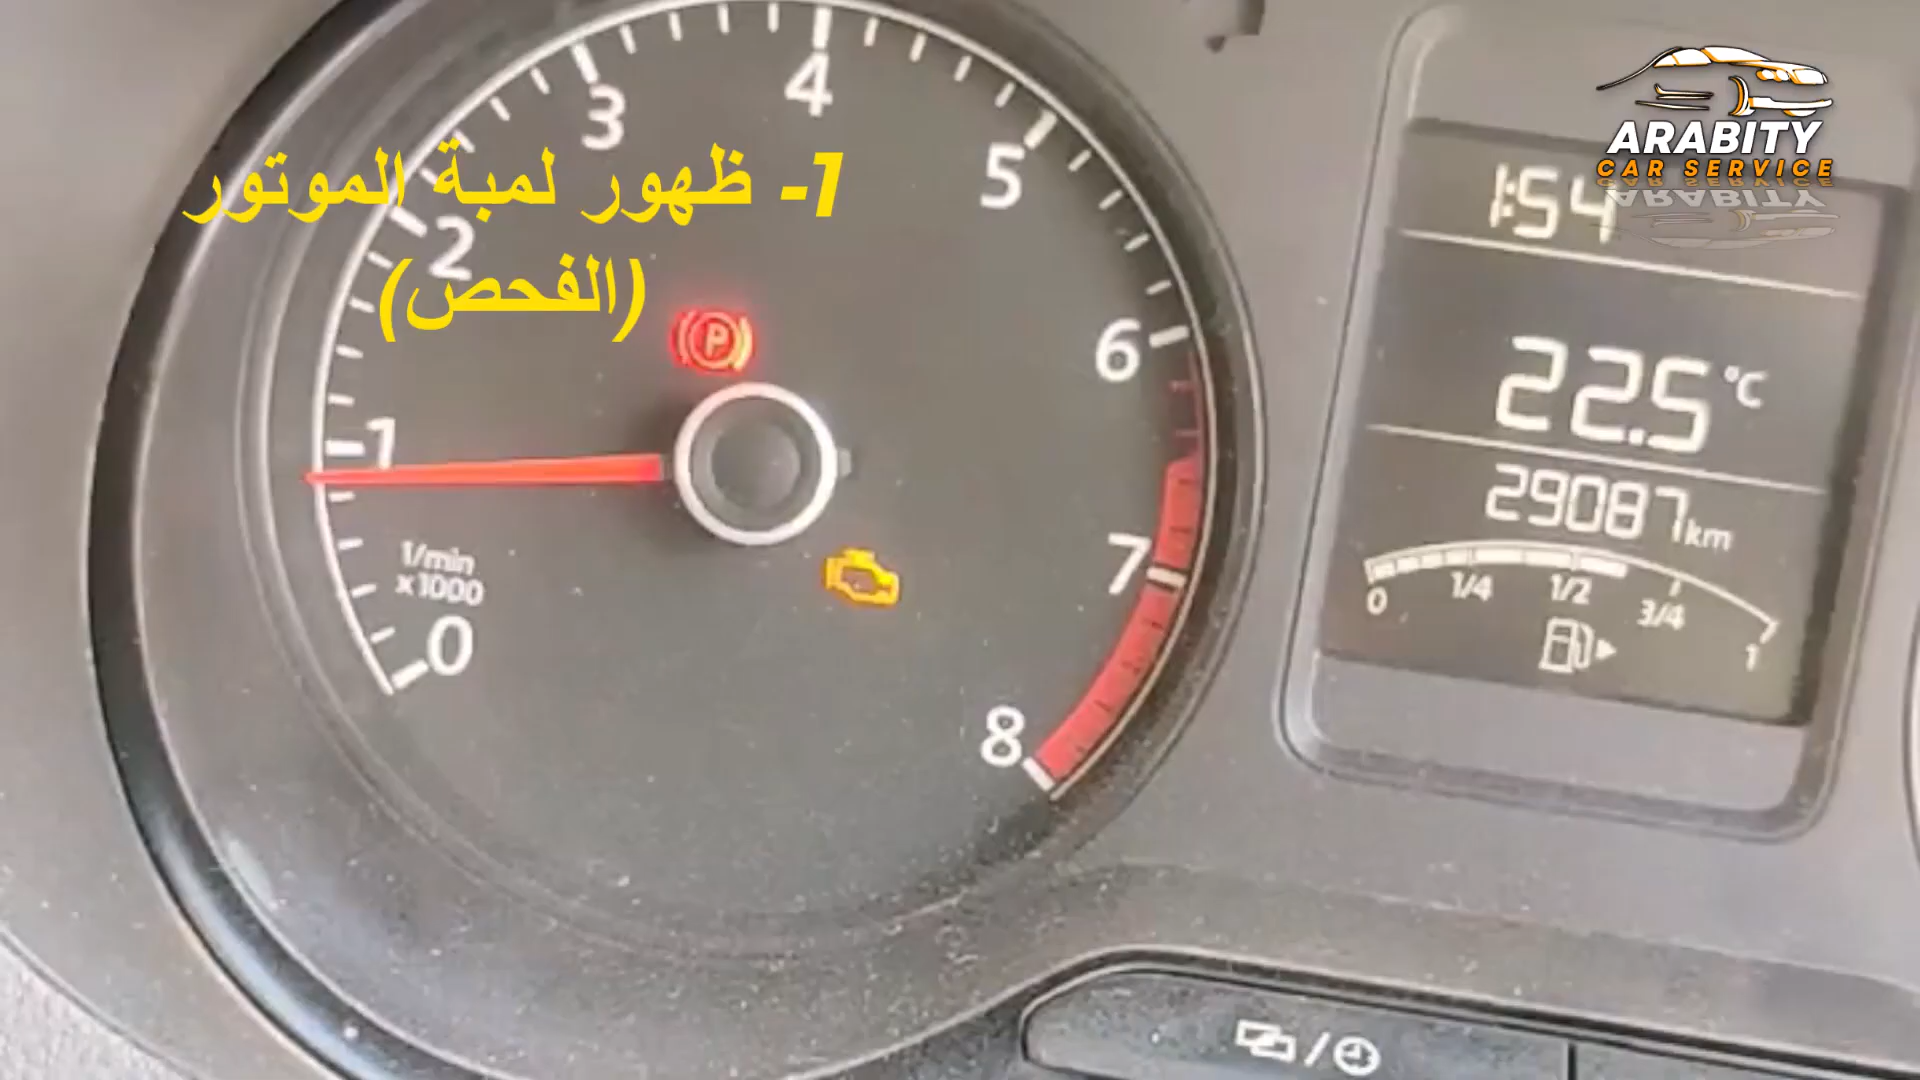 1- ظهور لمبة الموتور
(الفحص)
ARABITY
CAR SERVICE
1:54
22.5 °C
29087 km
0 1/4 1/2 3/4 1
0
1
2
3
4
5
6
7
8
1/min
x1000
P